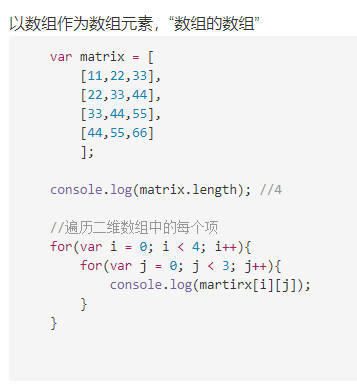 以数组作为数组元素，“数组的数组”
var matrix = [
[11,22,33],
[22,33,44],
[33,44,55],
[44,55,66]
];
console.log(matrix.length); //4
//遍历二维数组中的每个项
for(var i = 0; i < 4; i++){
for(var j = 0; j < 3; j++){
console.log(martirx[i][j]);
}
}